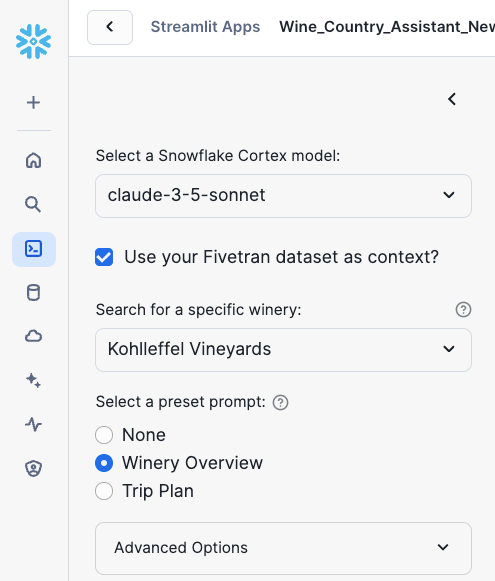 Streamlit Apps Wine_Country_Assistant_New
Select a Snowflake Cortex model:
claude-3-5-sonnet
Use your Fivetran dataset as context?
Search for a specific winery:
Kohlleffel Vineyards
Select a preset prompt:
None
Winery Overview
Trip Plan
Advanced Options